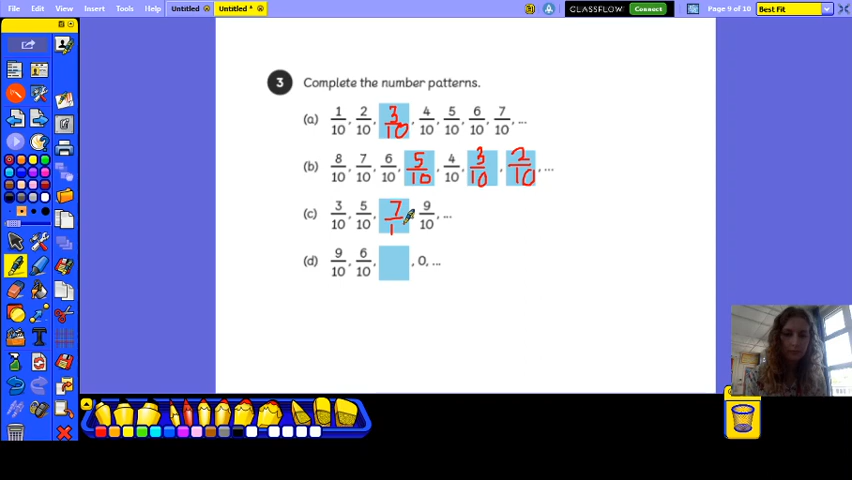 File Edit View Insert Tools Help Untitled Untitled * CLASSFLOW Connect Page 9 of 10 Best Fit
3 Complete the number patterns.
(a) 1/10, 2/10, 3/10, 4/10, 5/10, 6/10, 7/10, ...
(b) 8/10, 7/10, 6/10, 5/10, 4/10, 3/10, 2/10, ...
(c) 3/10, 5/10, 7/1, 9/10, ...
(d) 9/10, 6/10, , 0, ...